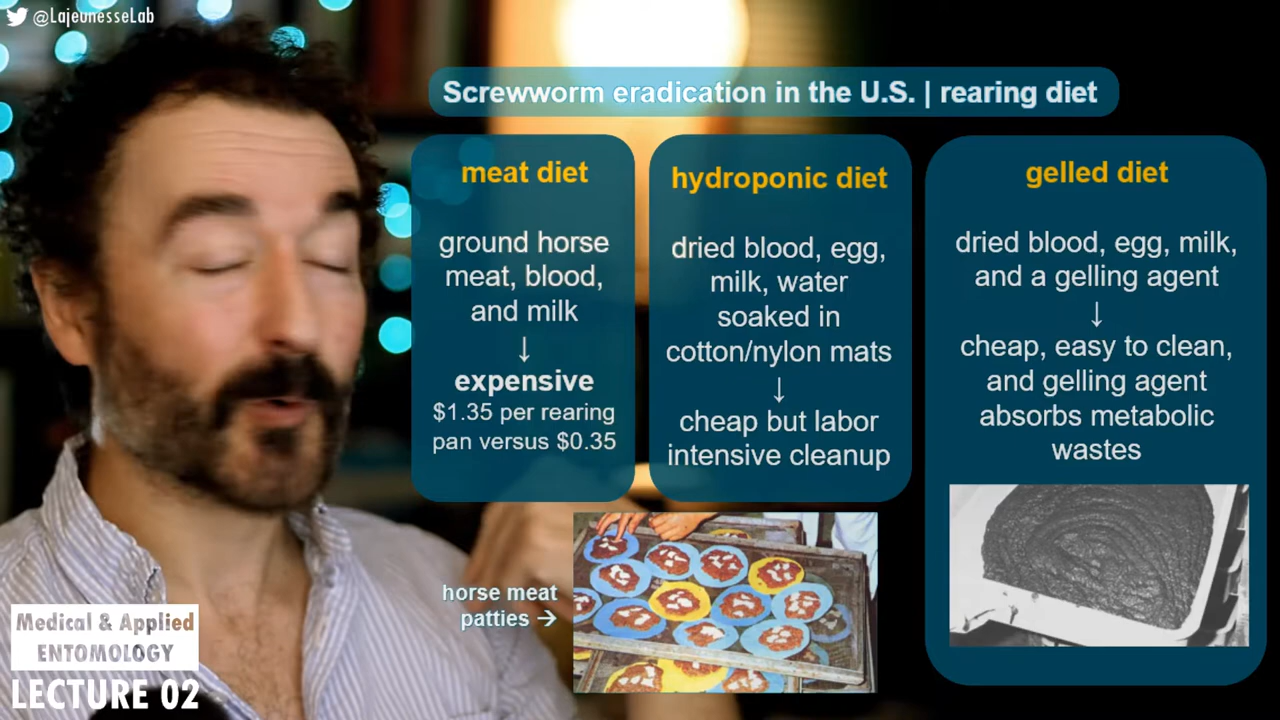 @LajeunesseLab
Screwworm eradication in the U.S. | rearing diet
meat diet
ground horse
meat, blood,
and milk
↓
expensive
$1.35 per rearing
pan versus $0.35
hydroponic diet
dried blood, egg,
milk, water
soaked in
cotton/nylon mats
↓
cheap but labor
intensive cleanup
gelled diet
dried blood, egg, milk,
and a gelling agent
↓
cheap, easy to clean,
and gelling agent
absorbs metabolic
wastes
horse meat
patties →
Medical & Applied
ENTOMOLOGY
LECTURE 02